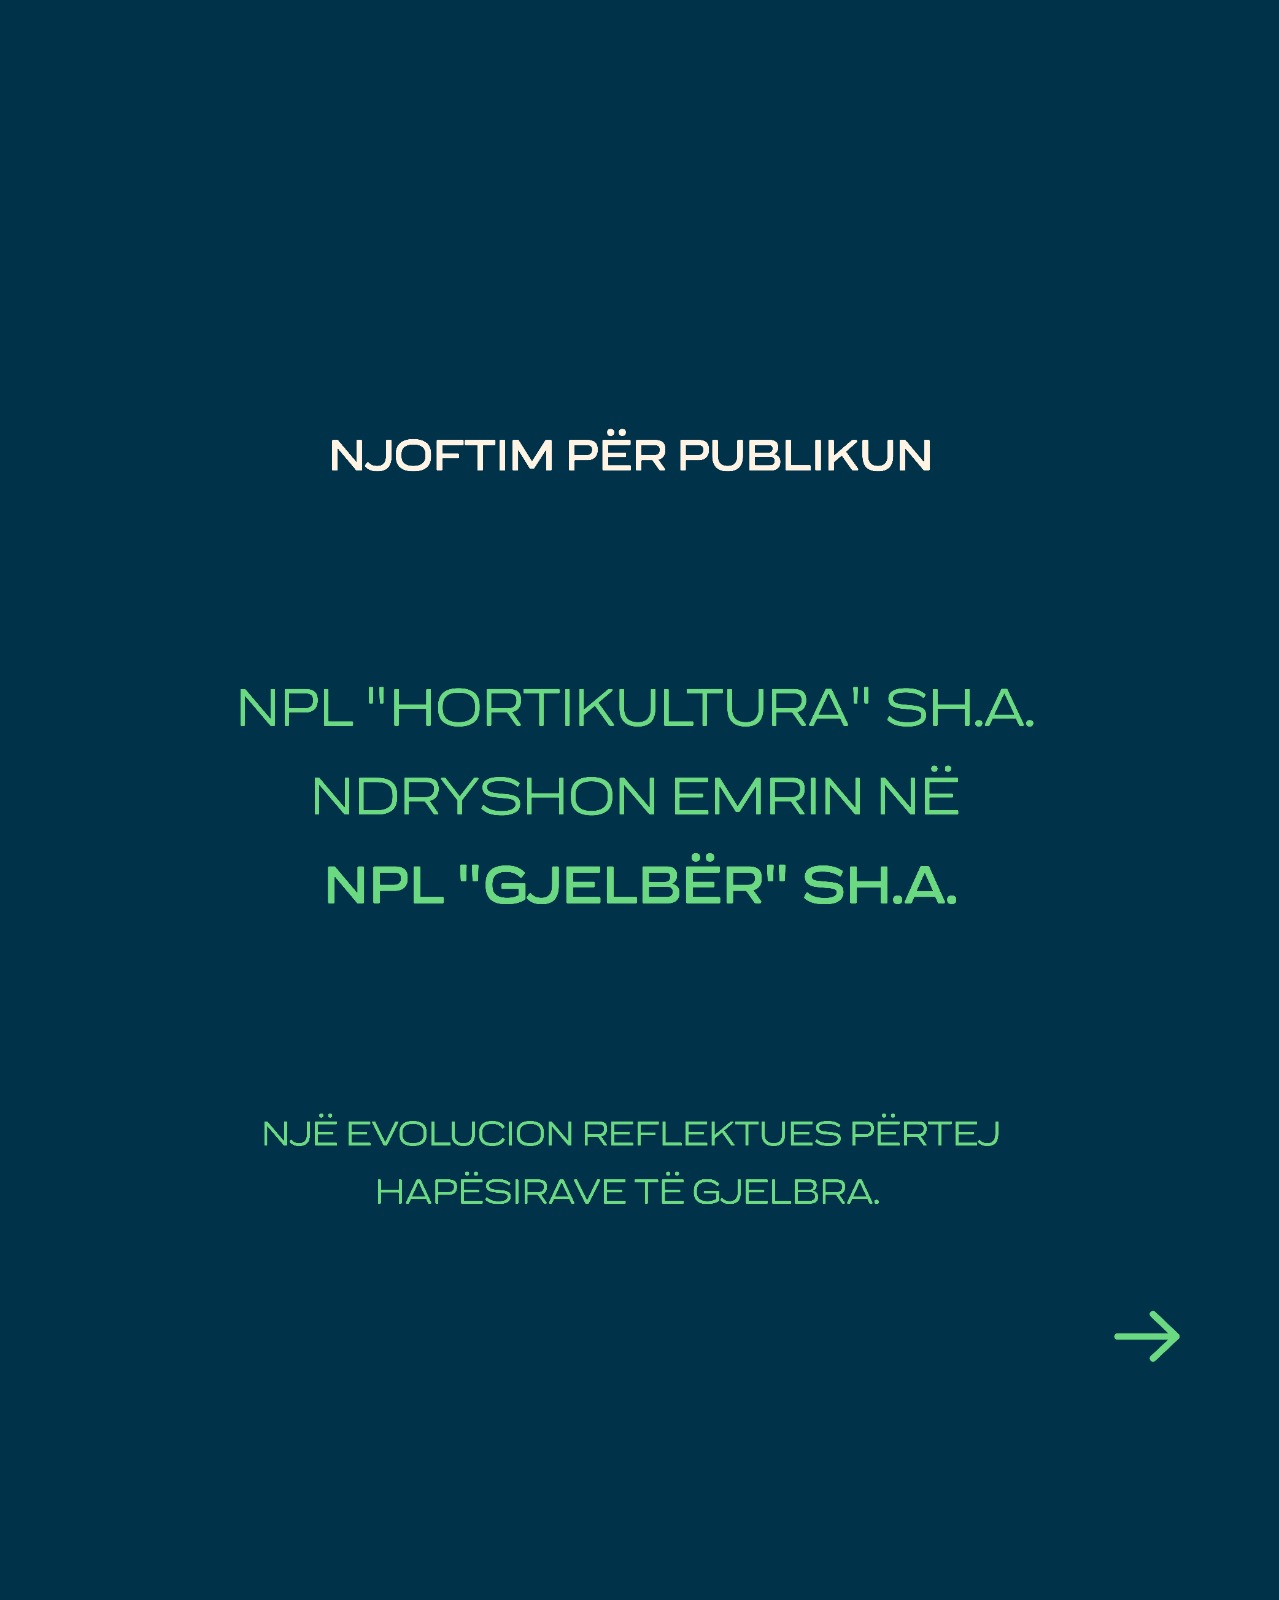 NJOFTIM PËR PUBLIKUN
NPL "HORTIKULTURA" SH.A.
NDRYSHON EMRIN NË
NPL "GJELBËR" SH.A.
NJË EVOLUCION REFLEKTUES PËRTEJ
HAPËSIRAVE TË GJELBRA.